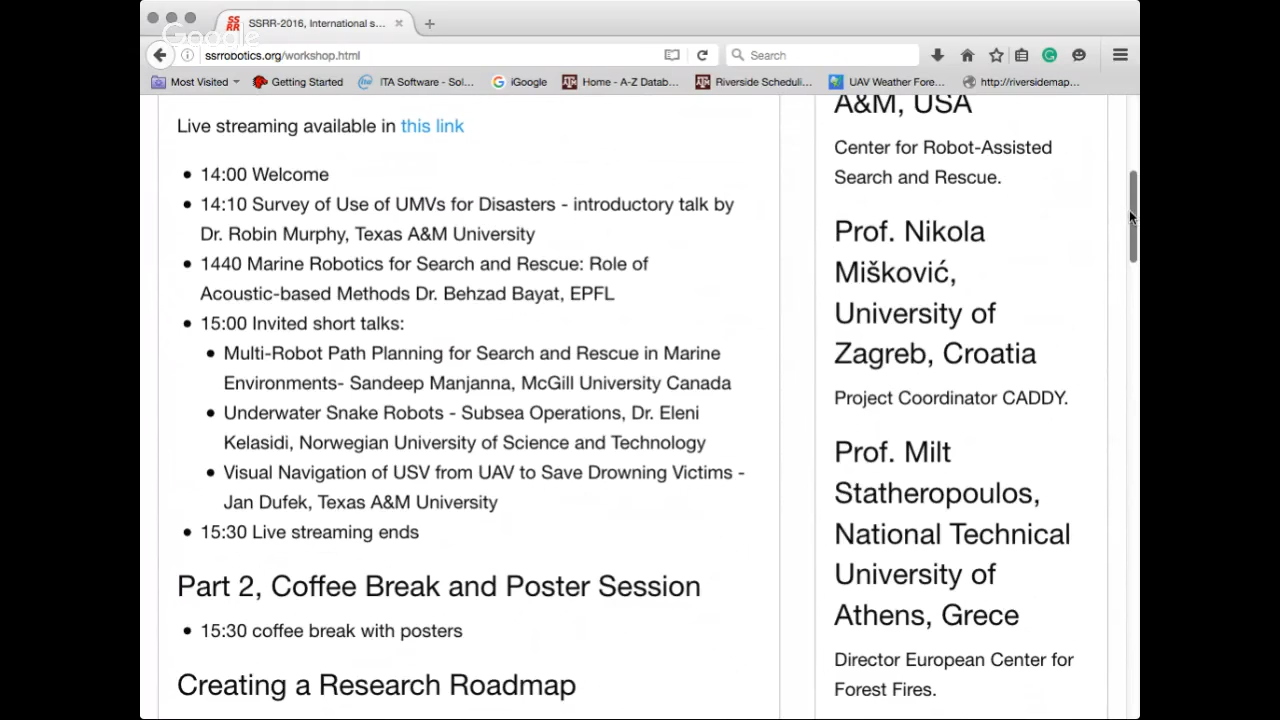 SSRR-2016, International s...
Google
ssrrobotics.org/workshop.html
Search
Most Visited
Getting Started
ITA Software - Sol...
iGoogle
Home - A-Z Datab...
Riverside Scheduli...
UAV Weather Fore...
http://riversidemap...
Live streaming available in this link
14:00 Welcome
14:10 Survey of Use of UMVs for Disasters - introductory talk by
Dr. Robin Murphy, Texas A&M University
1440 Marine Robotics for Search and Rescue: Role of
Acoustic-based Methods Dr. Behzad Bayat, EPFL
15:00 Invited short talks:
Multi-Robot Path Planning for Search and Rescue in Marine
Environments- Sandeep Manjanna, McGill University Canada
Underwater Snake Robots - Subsea Operations, Dr. Eleni
Kelasidi, Norwegian University of Science and Technology
Visual Navigation of USV from UAV to Save Drowning Victims -
Jan Dufek, Texas A&M University
15:30 Live streaming ends
Part 2, Coffee Break and Poster Session
15:30 coffee break with posters
Creating a Research Roadmap
A&M, USA
Center for Robot-Assisted
Search and Rescue.
Prof. Nikola
Mišković,
University of
Zagreb, Croatia
Project Coordinator CADDY.
Prof. Milt
Statheropoulos,
National Technical
University of
Athens, Grece
Director European Center for
Forest Fires.